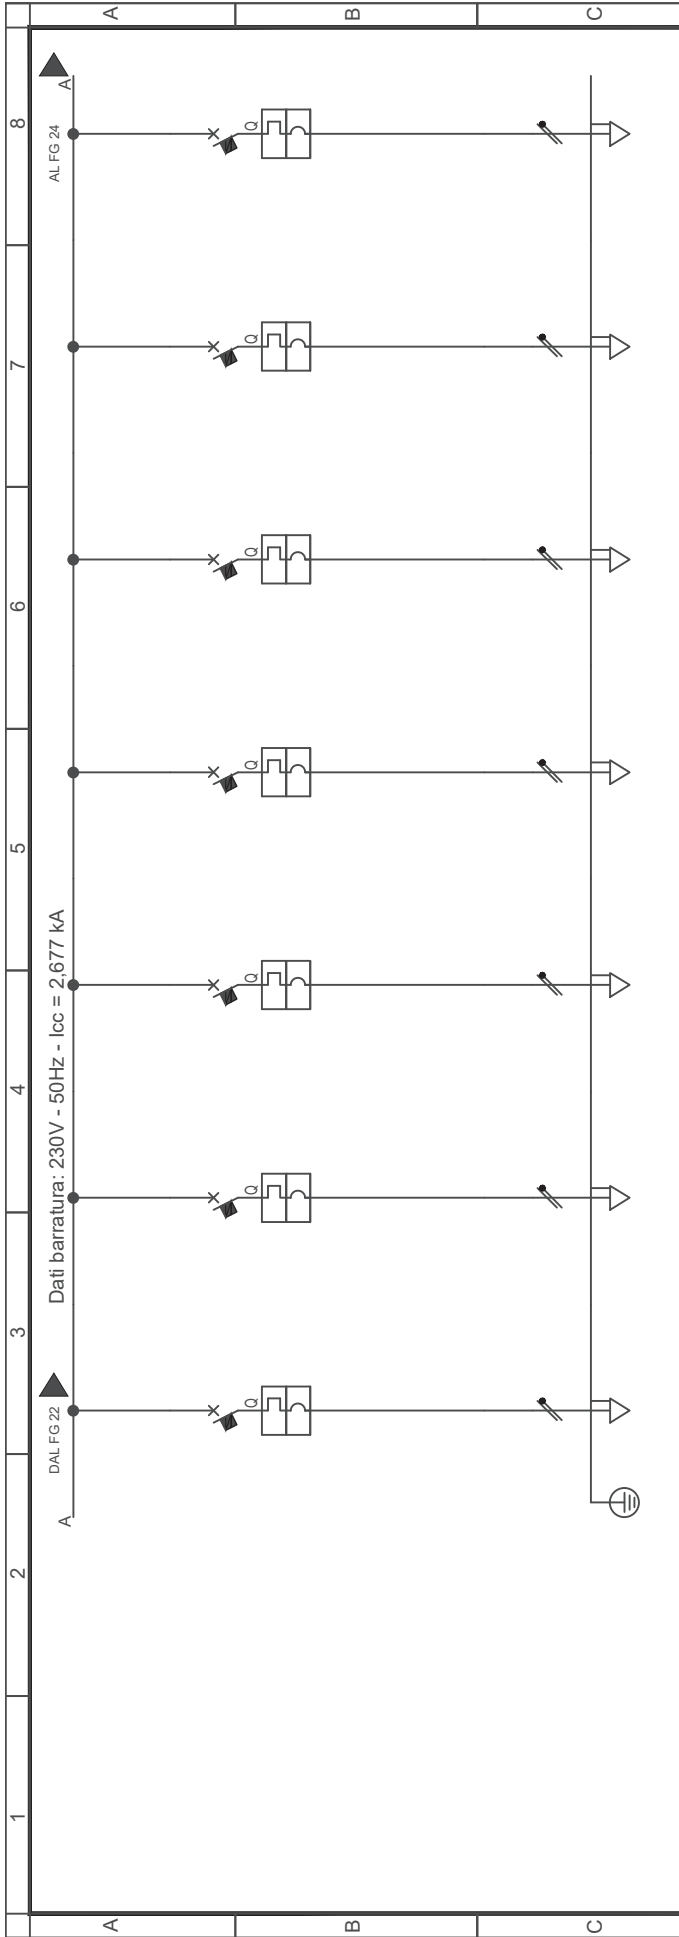 1 2 3 4 5 6 7 8
A A
DAL FG 22 AL FG 24
Dati barratura: 230V - 50Hz - Icc = 2,677 kA
A A
Q Q Q Q Q Q Q
B B
C C